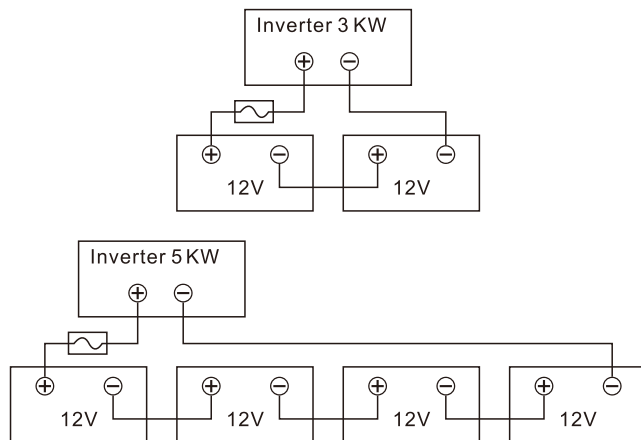 Inverter 3 KW
+ −
+ − + −
12V 12V
Inverter 5 KW
+ −
+ − + − + − + −
12V 12V 12V 12V